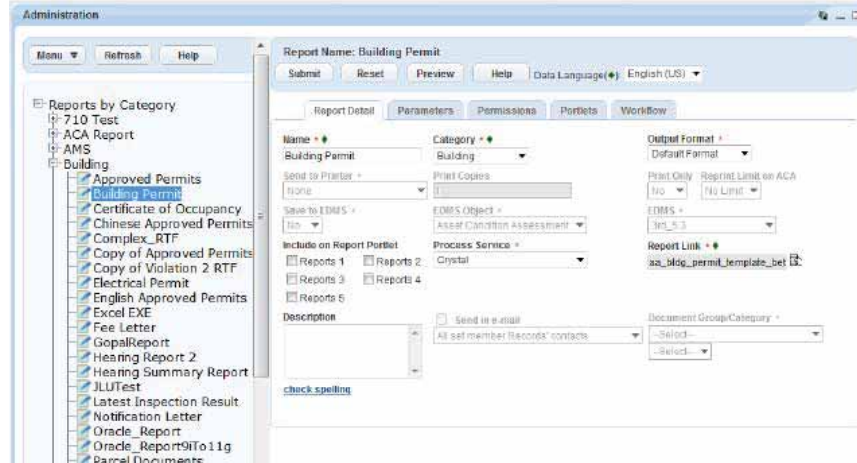 Administration
Menu
Refresh
Help
Reports by Category
710 Test
ACA Report
AMS
Building
Approved Permits
Building Permit
Certificate of Occupancy
Chinese Approved Permits
Complex_RTF
Copy of Approved Permits
Copy of Violation 2 RTF
Electrical Permit
English Approved Permits
Excel EXE
Fee Letter
GopalReport
Hearing Report 2
Hearing Summary Report
JLUTest
Latest Inspection Result
Notification Letter
Oracle_Report
Oracle_Report9iTo11g
Parcel Documents
Report Name: Building Permit
Submit Reset Preview Help Data Language(◆) English (US)
Report Detail Parameters Permissions Portlets Workflow
Name Category Output Format
Building Permit Building Default Format
Send to Printer Print Copies Print Only Reprint Limit on ACA
None No No Limit
Save to EDMS EDMS Object EDMS
No Asset Condition Assessment 3rd_5.3
Include on Report Portlet Process Service Report Link
Reports 1 Reports 2 Crystal aa_bldg_permit_template_bet
Reports 3 Reports 4
Reports 5
Description Send in e-mail Document Group/Category
All set member Records' contacts --Select--
--Select--
check spelling